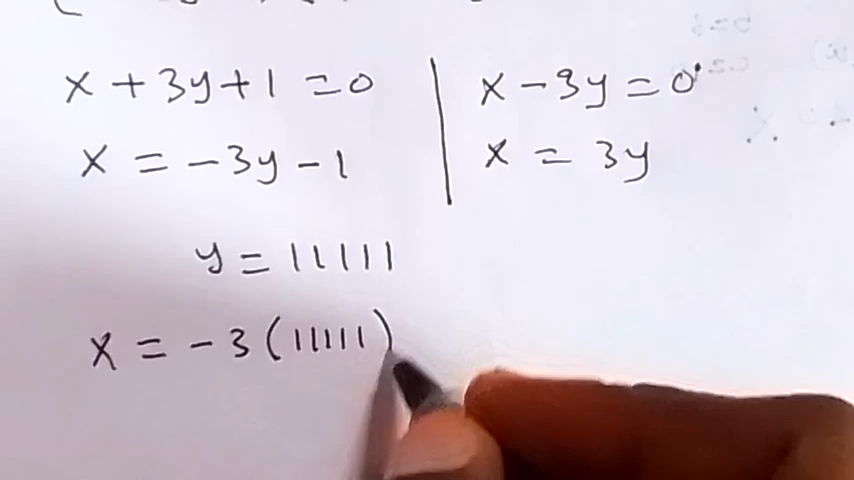 x + 3y + 1 = 0
x = -3y - 1
x - 3y = 0
x = 3y
y = 11111
x = -3(11111)